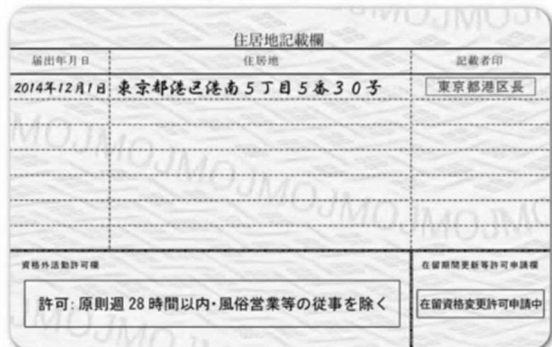 住居地記載欄
届出年月日 住居地 記載者印
2014年12月1日 東京都港区港南5丁目5番30号 東京都港区長
MOJMOJMOJMOJMOJMOJ
資格外活動許可欄 在留期間更新等許可申請欄
許可:原則週28時間以内・風俗営業等の従事を除く 在留資格変更許可申請中